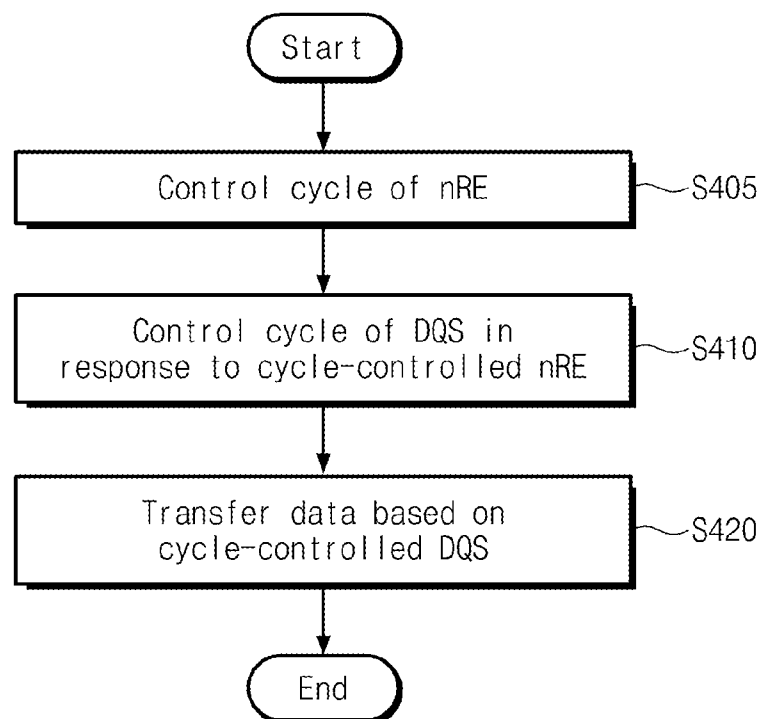 Start
Control cycle of nRE
S405
Control cycle of DQS in
response to cycle-controlled nRE
S410
Transfer data based on
cycle-controlled DQS
S420
End